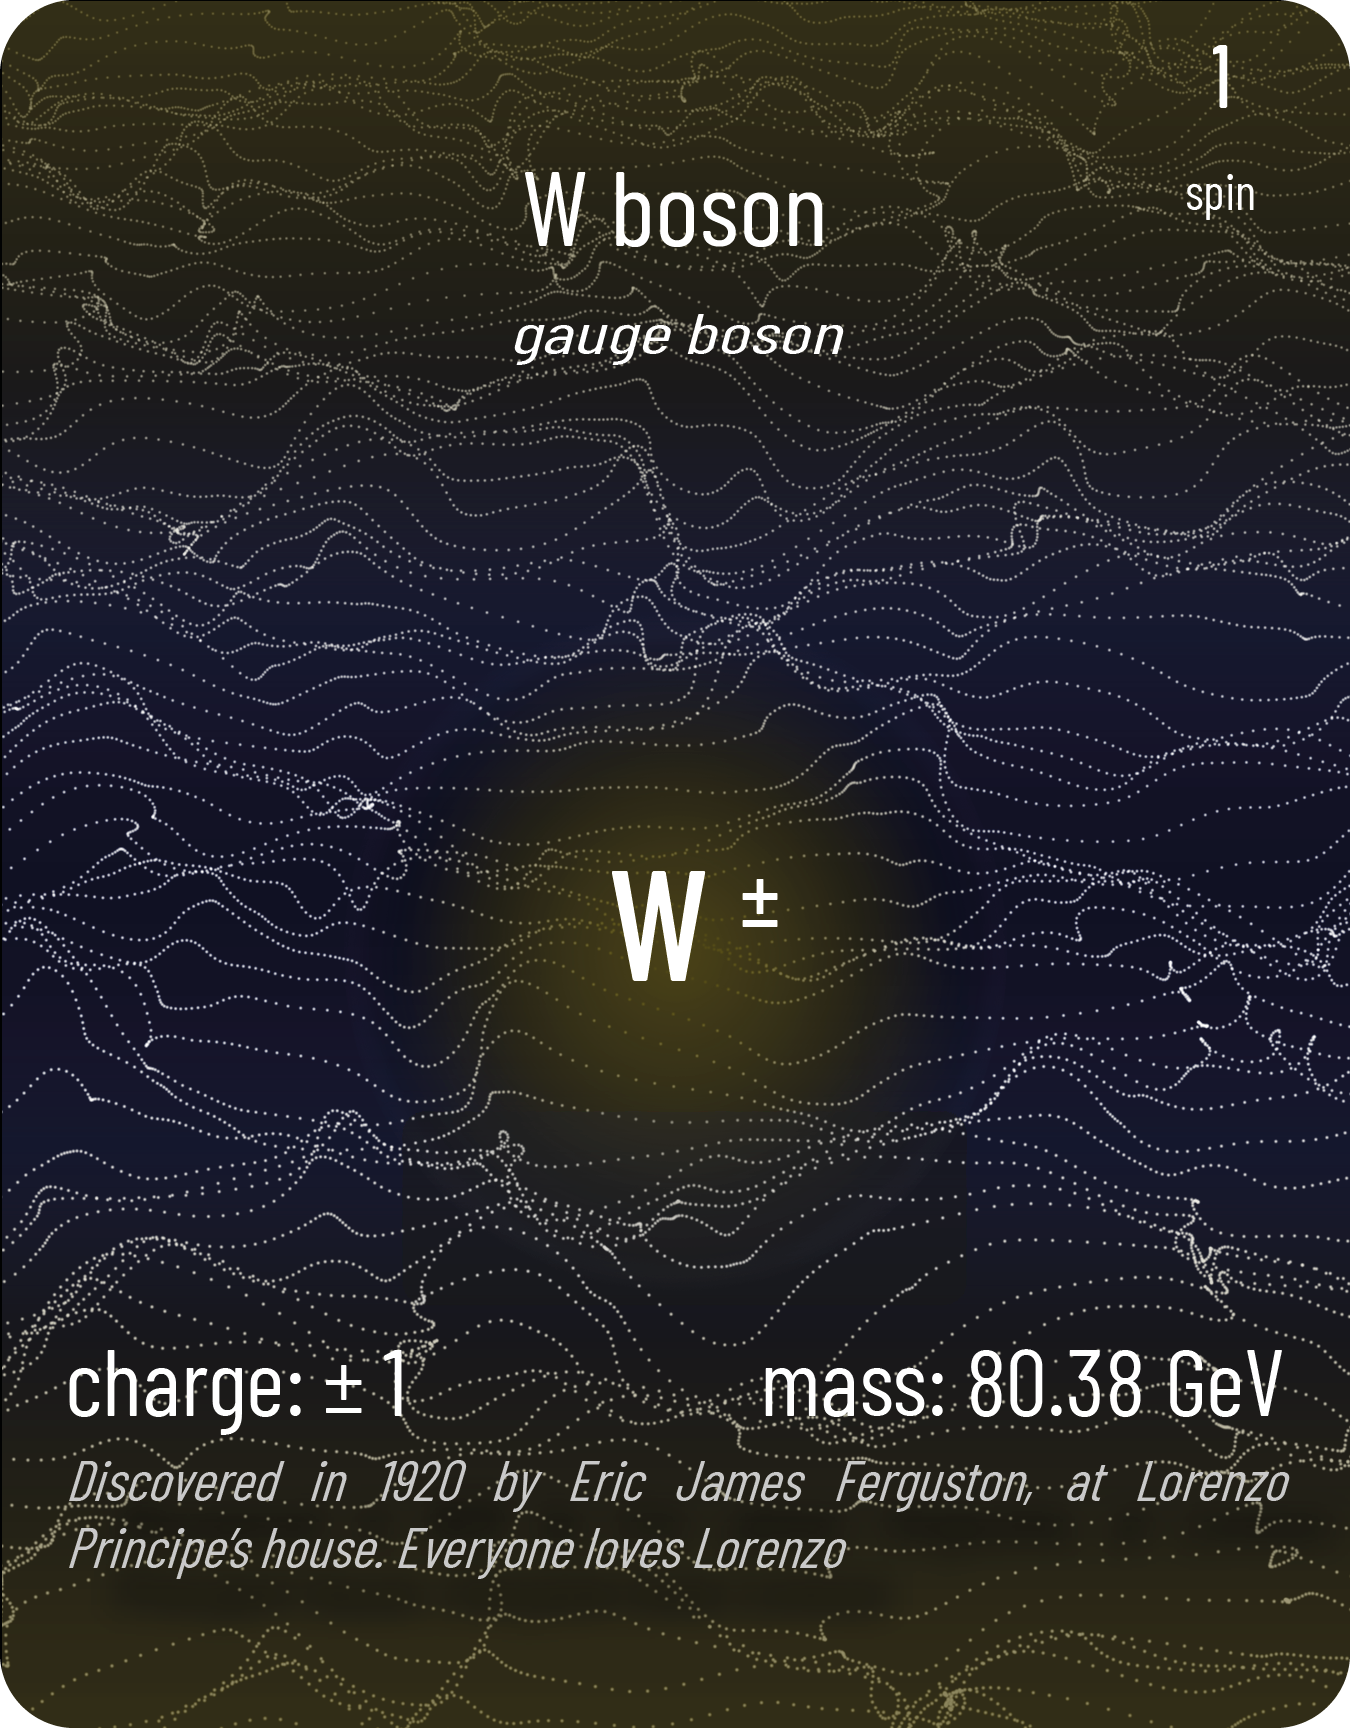 1
spin
W boson
gauge boson
W ±
charge: ± 1
mass: 80.38 GeV
Discovered in 1920 by Eric James Ferguston, at Lorenzo
Principe's house. Everyone loves Lorenzo